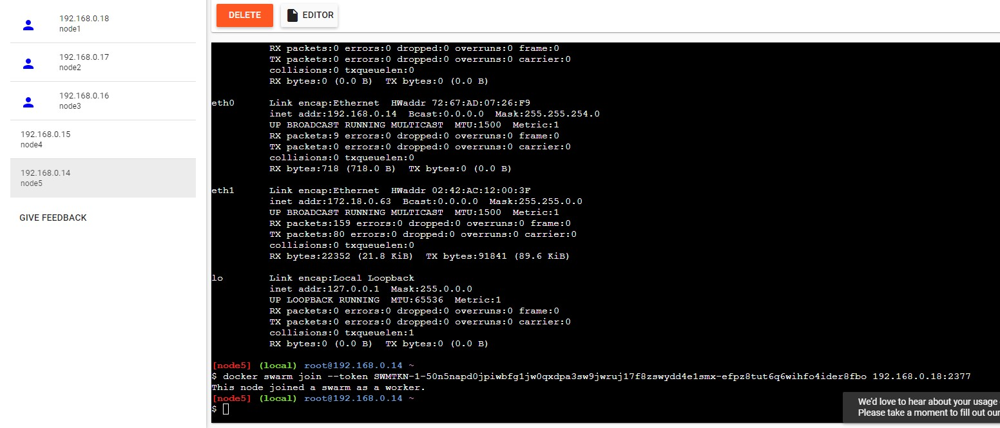 192.168.0.18
node1
192.168.0.17
node2
192.168.0.16
node3
192.168.0.15
node4
192.168.0.14
node5
GIVE FEEDBACK
DELETE
EDITOR
RX packets:0 errors:0 dropped:0 overruns:0 frame:0
TX packets:0 errors:0 dropped:0 overruns:0 carrier:0
collisions:0 txqueuelen:0
RX bytes:0 (0.0 B)  TX bytes:0 (0.0 B)
eth0      Link encap:Ethernet  HWaddr 72:67:AD:07:26:F9
inet addr:192.168.0.14  Bcast:0.0.0.0  Mask:255.255.254.0
UP BROADCAST RUNNING MULTICAST  MTU:1500  Metric:1
RX packets:9 errors:0 dropped:0 overruns:0 frame:0
TX packets:0 errors:0 dropped:0 overruns:0 carrier:0
collisions:0 txqueuelen:0
RX bytes:718 (718.0 B)  TX bytes:0 (0.0 B)
eth1      Link encap:Ethernet  HWaddr 02:42:AC:12:00:3F
inet addr:172.18.0.63  Bcast:0.0.0.0  Mask:255.255.0.0
UP BROADCAST RUNNING MULTICAST  MTU:1500  Metric:1
RX packets:159 errors:0 dropped:0 overruns:0 frame:0
TX packets:80 errors:0 dropped:0 overruns:0 carrier:0
collisions:0 txqueuelen:0
RX bytes:22352 (21.8 KiB)  TX bytes:91841 (89.6 KiB)
lo        Link encap:Local Loopback
inet addr:127.0.0.1  Mask:255.0.0.0
UP LOOPBACK RUNNING  MTU:65536  Metric:1
RX packets:0 errors:0 dropped:0 overruns:0 frame:0
TX packets:0 errors:0 dropped:0 overruns:0 carrier:0
collisions:0 txqueuelen:1
RX bytes:0 (0.0 B)  TX bytes:0 (0.0 B)
[node5] (local) root@192.168.0.14 ~
$ docker swarm join --token SWMTKN-1-50n5napd0jpiwbfg1jw0qxdpa3sw9jwruj17f8zswydd4e1smx-efpz8tut6q6wihfo4ider8fbo 192.168.0.18:2377
This node joined a swarm as a worker.
[node5] (local) root@192.168.0.14 ~
$
We'd love to hear about your usage
Please take a moment to fill out our